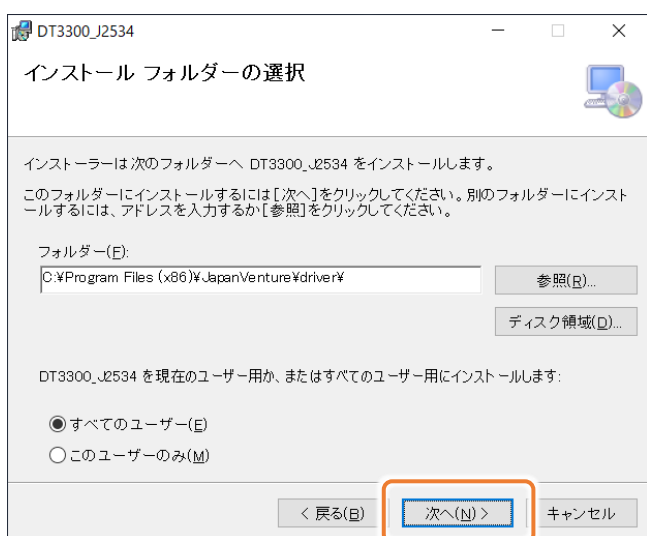 DT3300_J2534
インストール フォルダーの選択
インストーラーは次のフォルダーへ DT3300_J2534 をインストールします。
このフォルダーにインストールするには[次へ]をクリックしてください。別のフォルダーにインスト
ールするには、アドレスを入力するか[参照]をクリックしてください。
フォルダー(F):
C:¥Program Files (x86)¥JapanVenture¥driver¥
参照(R)...
ディスク領域(D)...
DT3300_J2534 を現在のユーザー用か、またはすべてのユーザー用にインストールします:
すべてのユーザー(E)
このユーザーのみ(M)
< 戻る(B)
次へ(N) >
キャンセル